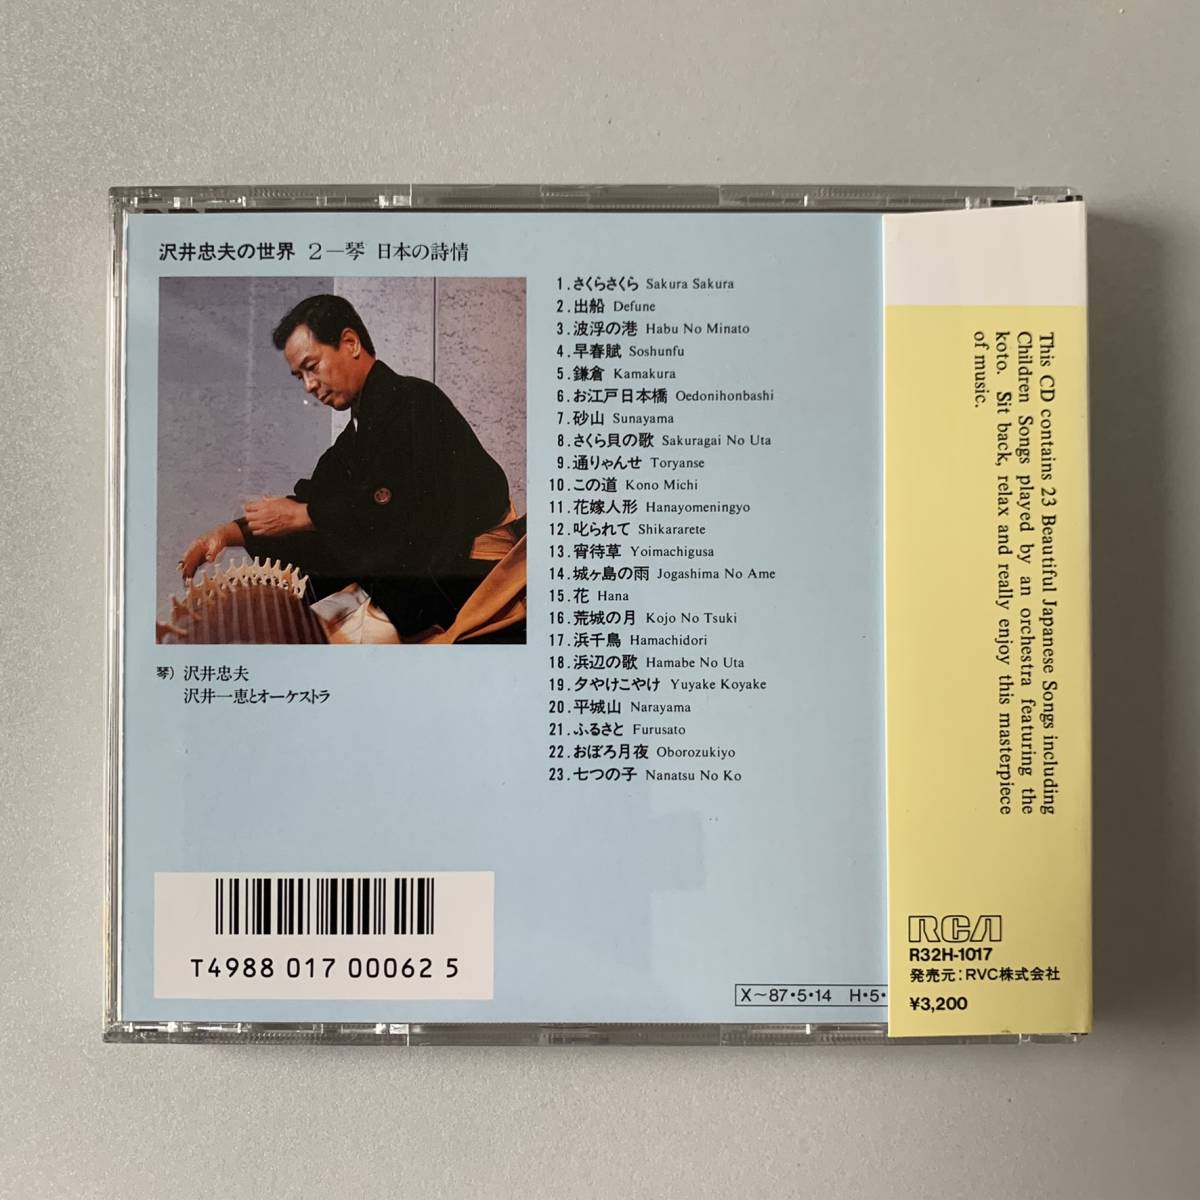 沢井忠夫の世界 2―琴 日本の詩情
1.さくらさくら Sakura Sakura
2.出船 Defune
3.波浮の港 Habu No Minato
4.早春賦 Soshunfu
5.鎌倉 Kamakura
6.お江戸日本橋 Oedonihonbashi
7.砂山 Sunayama
8.さくら貝の歌 Sakuragai No Uta
9.通りゃんせ Toryanse
10.この道 Kono Michi
11.花嫁人形 Hanayomeningyo
12.叱られて Shikararete
13.宵待草 Yoimachigusa
14.城ヶ島の雨 Jogashima No Ame
15.花 Hana
16.荒城の月 Kojo No Tsuki
17.浜千鳥 Hamachidori
18.浜辺の歌 Hamabe No Uta
19.夕やけこやけ Yuyake Koyake
20.平城山 Narayama
21.ふるさと Furusato
22.おぼろ月夜 Oborozukiyo
23.七つの子 Nanatsu No Ko
琴) 沢井忠夫
沢井一恵とオーケストラ
T4988 017 00062 5
X～87・5・14 H・5・
This CD contains 23 Beautiful Japanese Songs including
Children Songs played by an orchestra featuring the
koto. Sit back, relax and really enjoy this masterpiece
of music.
RCA
R32H-1017
発売元:RVC株式会社
¥3,200